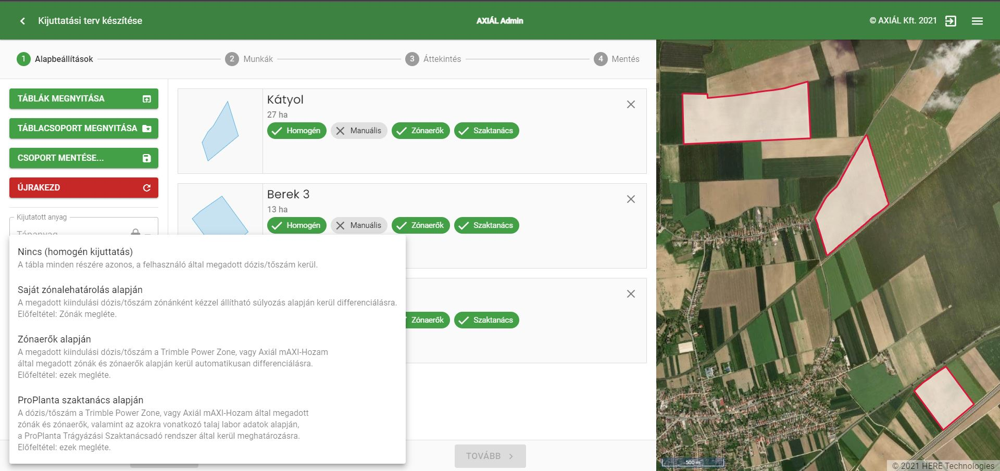 Kijuttatási terv készítése
AXIÁL Admin
© AXIÁL Kft. 2021
1 Alapbeállítások
2 Munkák
3 Áttekintés
4 Mentés
TÁBLÁK MEGNYITÁSA
TÁBLACSOPORT MEGNYITÁSA
CSOPORT MENTÉSE...
ÚJRAKEZD
Kijutatott anyag
Tápanyag
Kátyol
27 ha
Homogén Manuális Zónaerők Szaktanács
Berek 3
13 ha
Homogén Manuális Zónaerők Szaktanács
Zónaerők Szaktanács
Nincs (homogén kijuttatás)
A tábla minden részére azonos, a felhasználó által megadott dózis/tőszám kerül.
Saját zónalehatárolás alapján
A megadott kiindulási dózis/tőszám zónánként kézzel állítható súlyozás alapján kerül differenciálásra.
Előfeltétel: Zónák megléte.
Zónaerők alapján
A megadott kiindulási dózis/tőszám a Trimble Power Zone, vagy Axiál mAXI-Hozam
által megadott zónák és zónaerők alapján kerül automatikusan differenciálásra.
Előfeltétel: ezek megléte.
ProPlanta szaktanács alapján
A dózis/tőszám a Trimble Power Zone, vagy Axiál mAXI-Hozam által megadott
zónák és zónaerők, valamint az azokra vonatkozó talaj labor adatok alapján,
a ProPlanta Trágyázási Szaktanácsadó rendszer által kerül meghatározásra.
Előfeltétel: ezek megléte.
TOVÁBB
500 m
© 2021 HERE Technologies